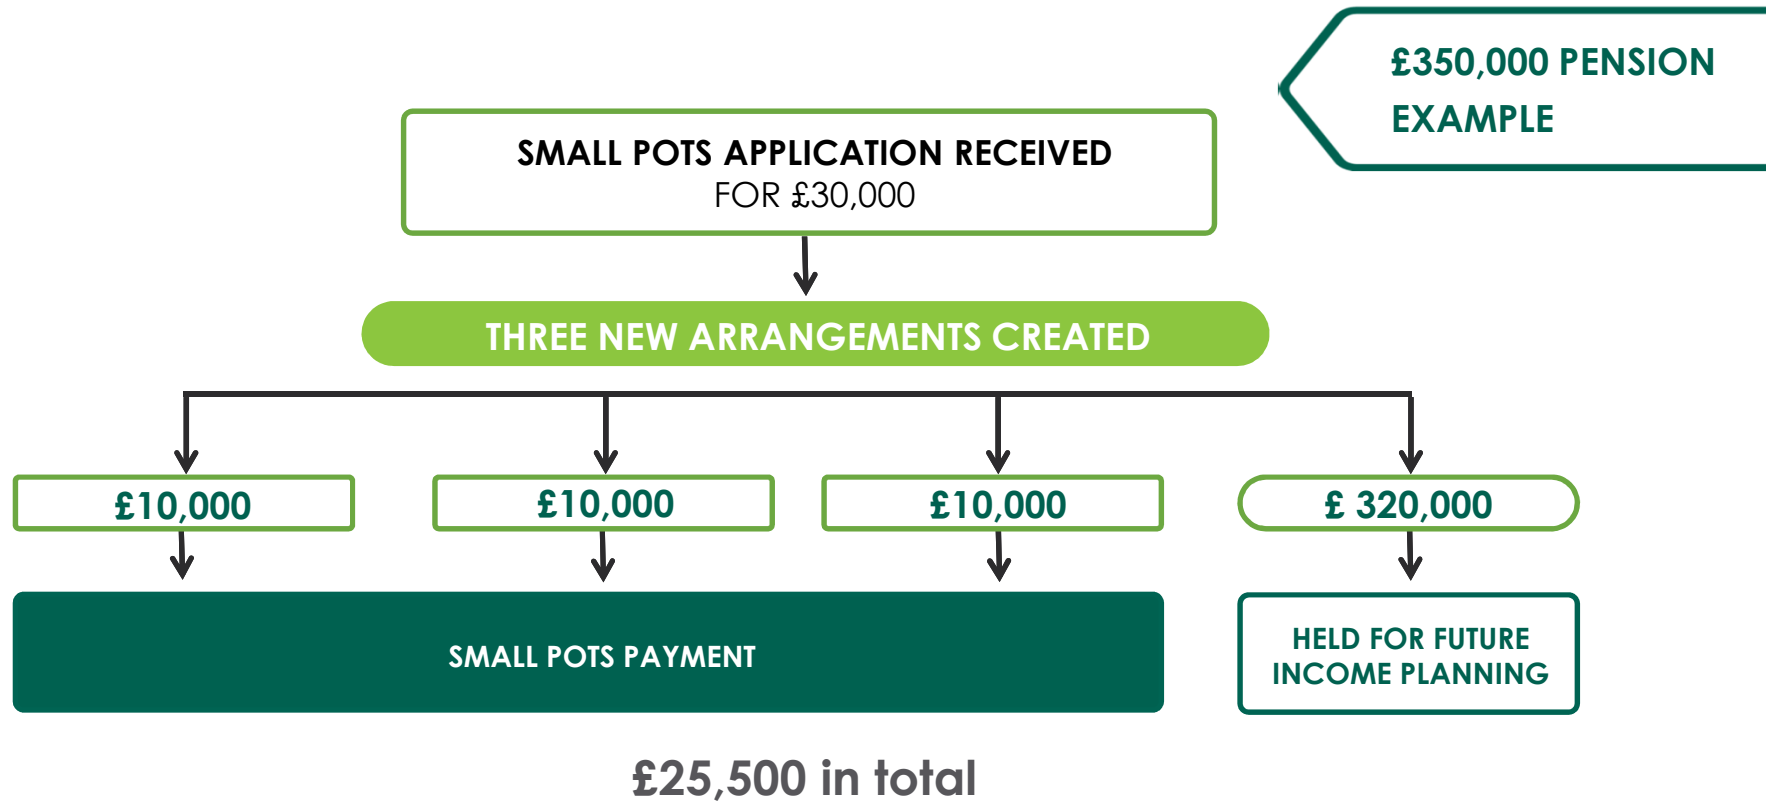 £350,000 PENSION
EXAMPLE
SMALL POTS APPLICATION RECEIVED
FOR £30,000
THREE NEW ARRANGEMENTS CREATED
£10,000
£10,000
£10,000
£ 320,000
SMALL POTS PAYMENT
HELD FOR FUTURE
INCOME PLANNING
£25,500 in total